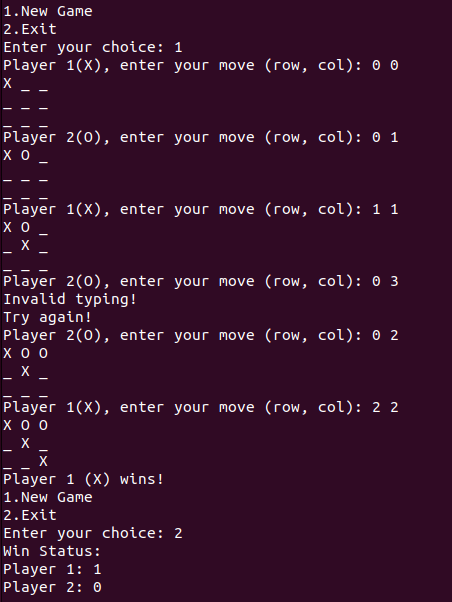 1.New Game
2.Exit
Enter your choice: 1
Player 1(X), enter your move (row, col): 0 0
X _ _
_ _ _
_ _ _
Player 2(O), enter your move (row, col): 0 1
X O _
_ _ _
_ _ _
Player 1(X), enter your move (row, col): 1 1
X O _
_ X _
_ _ _
Player 2(O), enter your move (row, col): 0 3
Invalid typing!
Try again!
Player 2(O), enter your move (row, col): 0 2
X O O
_ X _
_ _ _
Player 1(X), enter your move (row, col): 2 2
X O O
_ X _
_ _ X
Player 1 (X) wins!
1.New Game
2.Exit
Enter your choice: 2
Win Status:
Player 1: 1
Player 2: 0